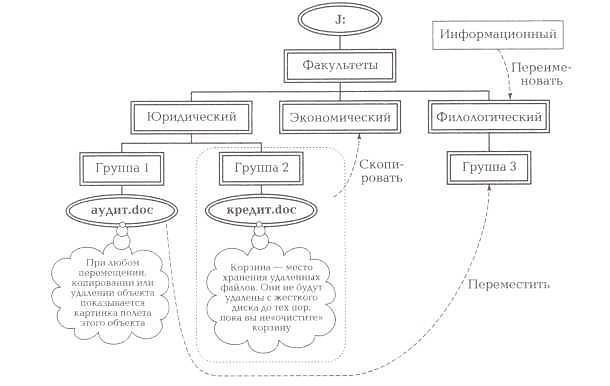 J:
Информационный
Факультеты
Переиме-
новать
Юридический
Экономический
Филологический
Группа 1
Группа 2
Скопи-
ровать
Группа 3
аудит.doc
кредит.doc
При любом
перемещении,
копировании или
удалении объекта
показывается
картинка полета
этого объекта
Корзина — место
хранения удаленных
файлов. Они не будут
удалены с жесткого
диска до тех пор,
пока вы не«очистите»
корзину
Переместить